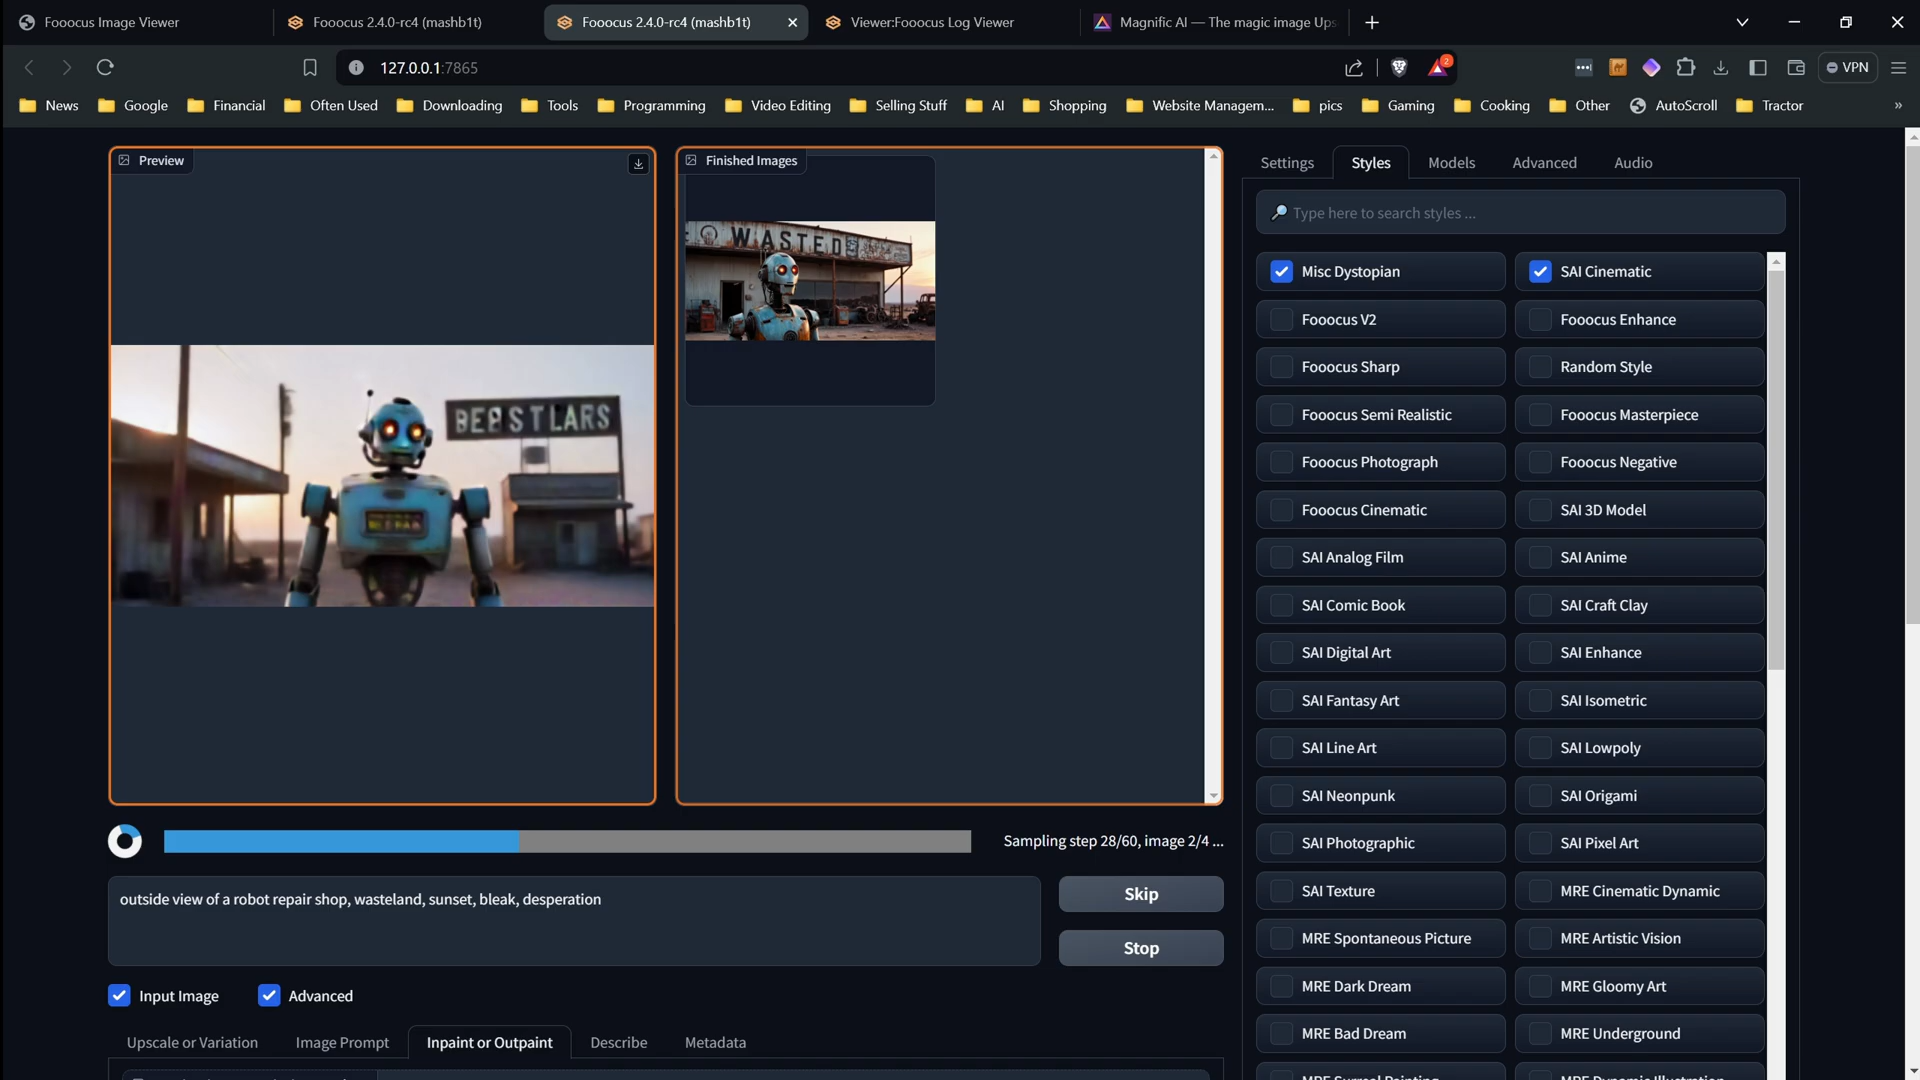 Fooocus Image Viewer
Fooocus 2.4.0-rc4 (mashb1t)
Fooocus 2.4.0-rc4 (mashb1t)
Viewer:Fooocus Log Viewer
Magnific AI — The magic image Ups
127.0.0.1:7865
2
VPN
News
Google
Financial
Often Used
Downloading
Tools
Programming
Video Editing
Selling Stuff
AI
Shopping
Website Managem...
pics
Gaming
Cooking
Other
AutoScroll
Tractor
»
Preview
Finished Images
WASTED
BEBSTLARS
Settings
Styles
Models
Advanced
Audio
Type here to search styles ...
Misc Dystopian
SAI Cinematic
Fooocus V2
Fooocus Enhance
Fooocus Sharp
Random Style
Fooocus Semi Realistic
Fooocus Masterpiece
Fooocus Photograph
Fooocus Negative
Fooocus Cinematic
SAI 3D Model
SAI Analog Film
SAI Anime
SAI Comic Book
SAI Craft Clay
SAI Digital Art
SAI Enhance
SAI Fantasy Art
SAI Isometric
SAI Line Art
SAI Lowpoly
SAI Neonpunk
SAI Origami
SAI Photographic
SAI Pixel Art
SAI Texture
MRE Cinematic Dynamic
MRE Spontaneous Picture
MRE Artistic Vision
MRE Dark Dream
MRE Gloomy Art
MRE Bad Dream
MRE Underground
Sampling step 28/60, image 2/4 ...
outside view of a robot repair shop, wasteland, sunset, bleak, desperation
Skip
Stop
Input Image
Advanced
Upscale or Variation
Image Prompt
Inpaint or Outpaint
Describe
Metadata